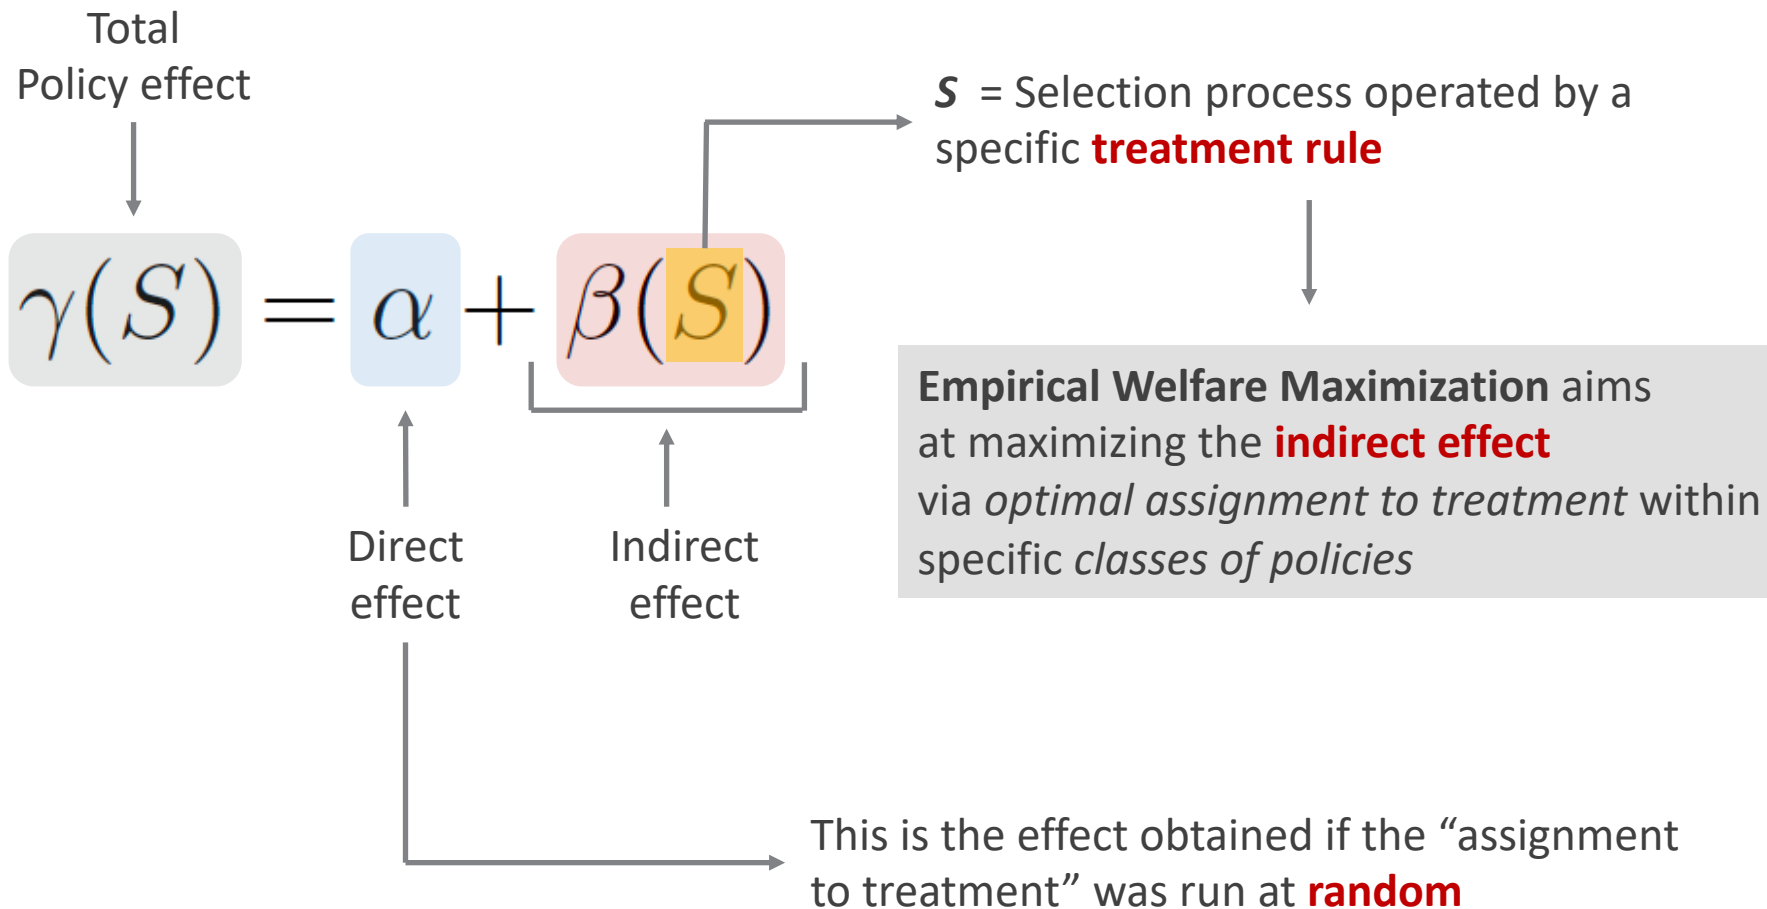 Total
Policy effect
S = Selection process operated by a
specific treatment rule
γ(S) = α + β(S)
Empirical Welfare Maximization aims
at maximizing the indirect effect
via optimal assignment to treatment within
specific classes of policies
Direct
effect
Indirect
effect
This is the effect obtained if the “assignment
to treatment” was run at random